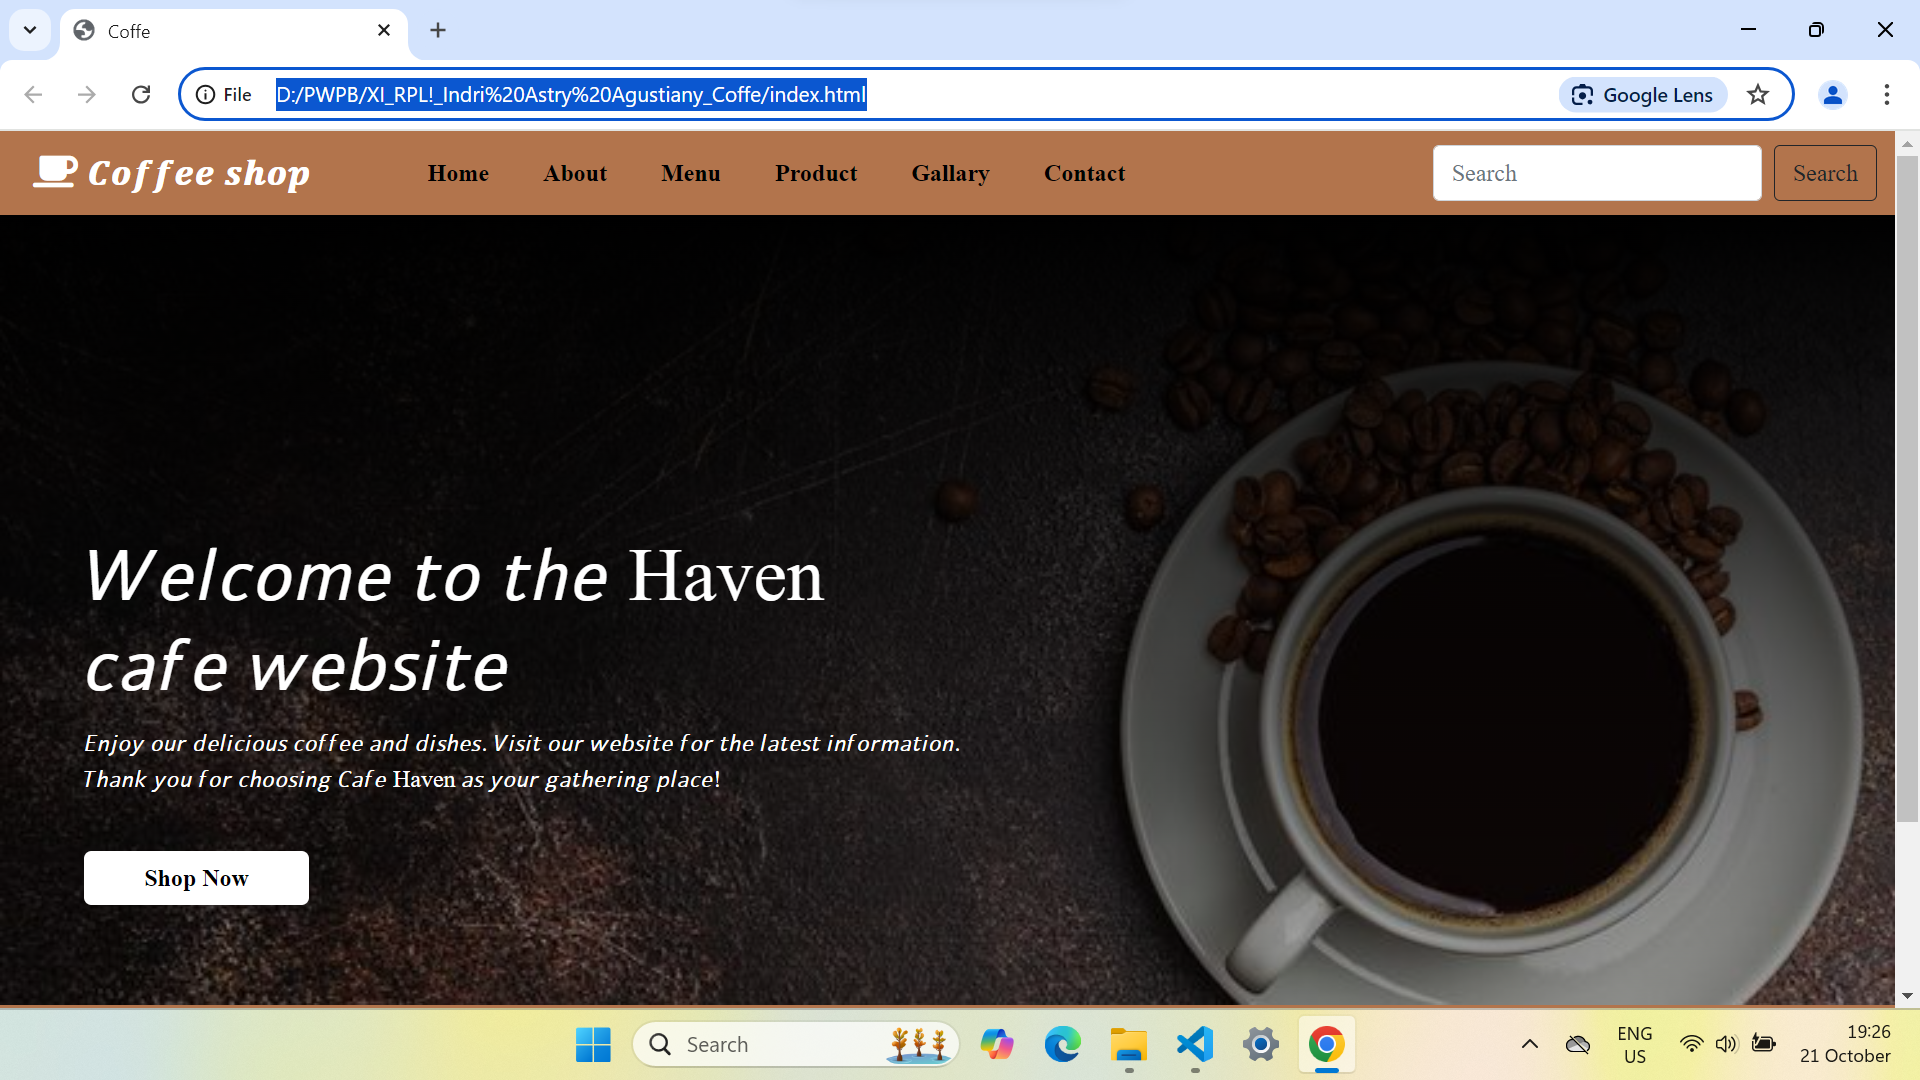 Coffe
File D:/PWPB/XI_RPL!_Indri%20Astry%20Agustiany_Coffe/index.html Google Lens
Coffee shop Home About Menu Product Gallary Contact Search Search
Welcome to the Haven
cafe website
Enjoy our delicious coffee and dishes. Visit our website for the latest information.
Thank you for choosing Cafe Haven as your gathering place!
Shop Now
Search
ENG
US
19:26
21 October